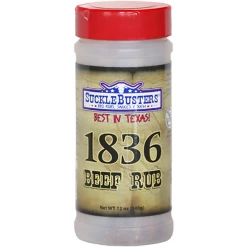 SUCKLEBUSTERS
BEST IN TEXAS!
1836
BEEF RUB